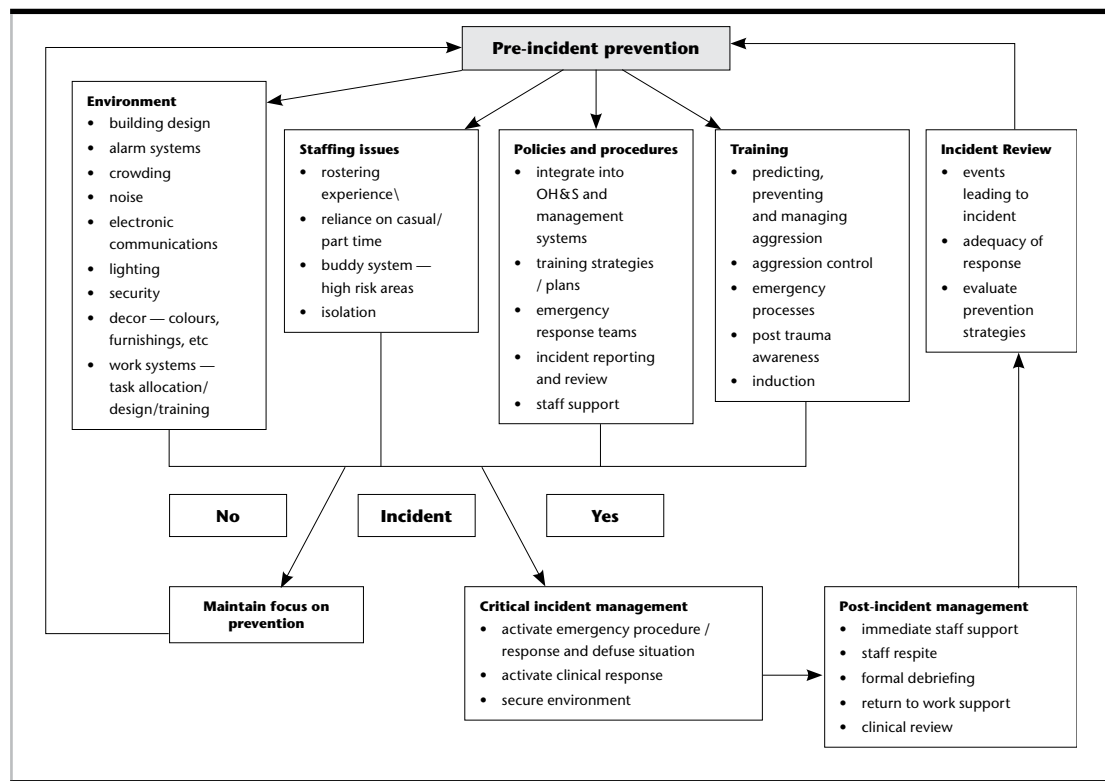 Pre-incident prevention
Environment
• building design
• alarm systems
• crowding
• noise
• electronic
communications
• lighting
• security
• decor — colours,
furnishings, etc
• work systems —
task allocation/
design/training
Staffing issues
• rostering
experience\
• reliance on casual/
part time
• buddy system —
high risk areas
• isolation
Policies and procedures
• integrate into
OH&S and
management
systems
• training strategies
/ plans
• emergency
response teams
• incident reporting
and review
• staff support
Training
• predicting,
preventing
and managing
aggression
• aggression control
• emergency
processes
• post trauma
awareness
• induction
Incident Review
• events
leading to
incident
• adequacy of
response
• evaluate
prevention
strategies
No
Incident
Yes
Maintain focus on
prevention
Critical incident management
• activate emergency procedure /
response and defuse situation
• activate clinical response
• secure environment
Post-incident management
• immediate staff support
• staff respite
• formal debriefing
• return to work support
• clinical review